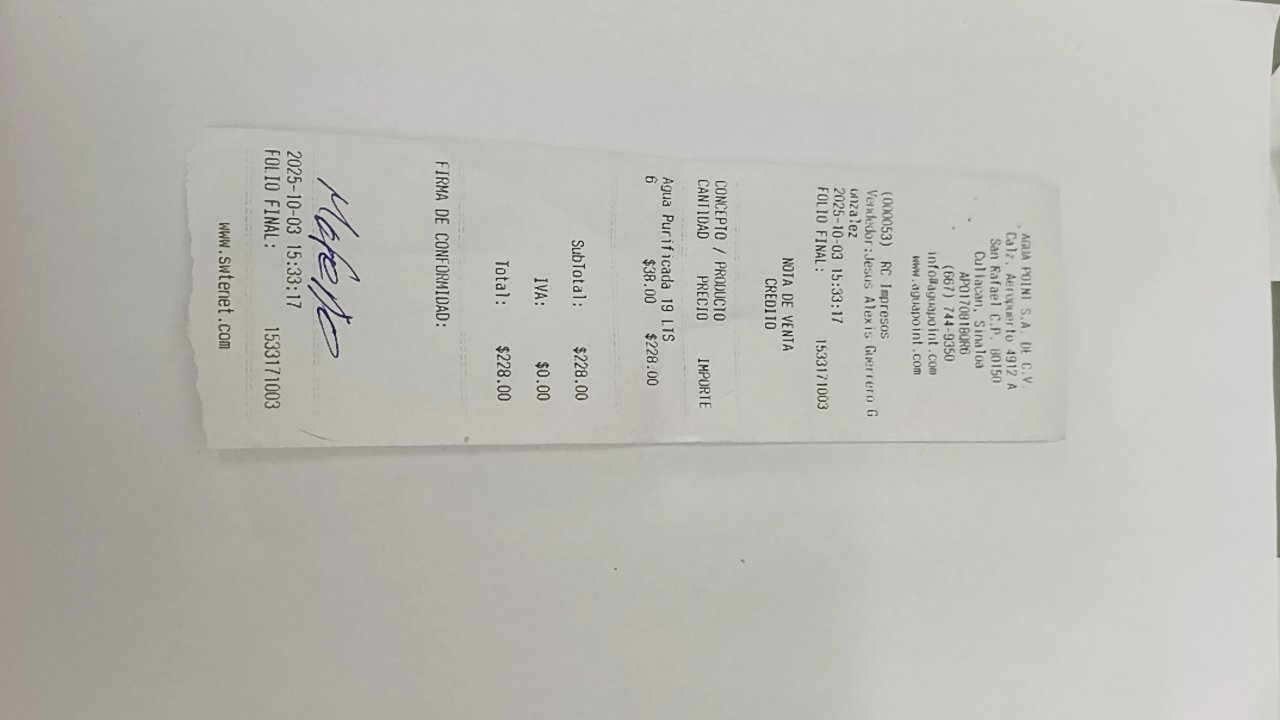 AGUA POINT S.A. DE C.V.
Calz. Aeropuerto 4912 A
San Rafael C.P. 80150
Culiacan, Sinaloa
APO170818QR6
(667) 744-9350
info@aguapoint.com
www.aguapoint.com
(000053) RC Impresos
Vendedor:Jesus Alexis Guerrero G
onzalez
2025-10-03 15:33:17
FOLIO FINAL: 1533171003
NOTA DE VENTA
CREDITO
CONCEPTO / PRODUCTO
CANTIDAD PRECIO IMPORTE
Agua Purificada 19 LTS
6 $38.00 $228.00
SubTotal: $228.00
IVA: $0.00
Total: $228.00
FIRMA DE CONFORMIDAD:
2025-10-03 15:33:17
FOLIO FINAL: 1533171003
www.swtenet.com